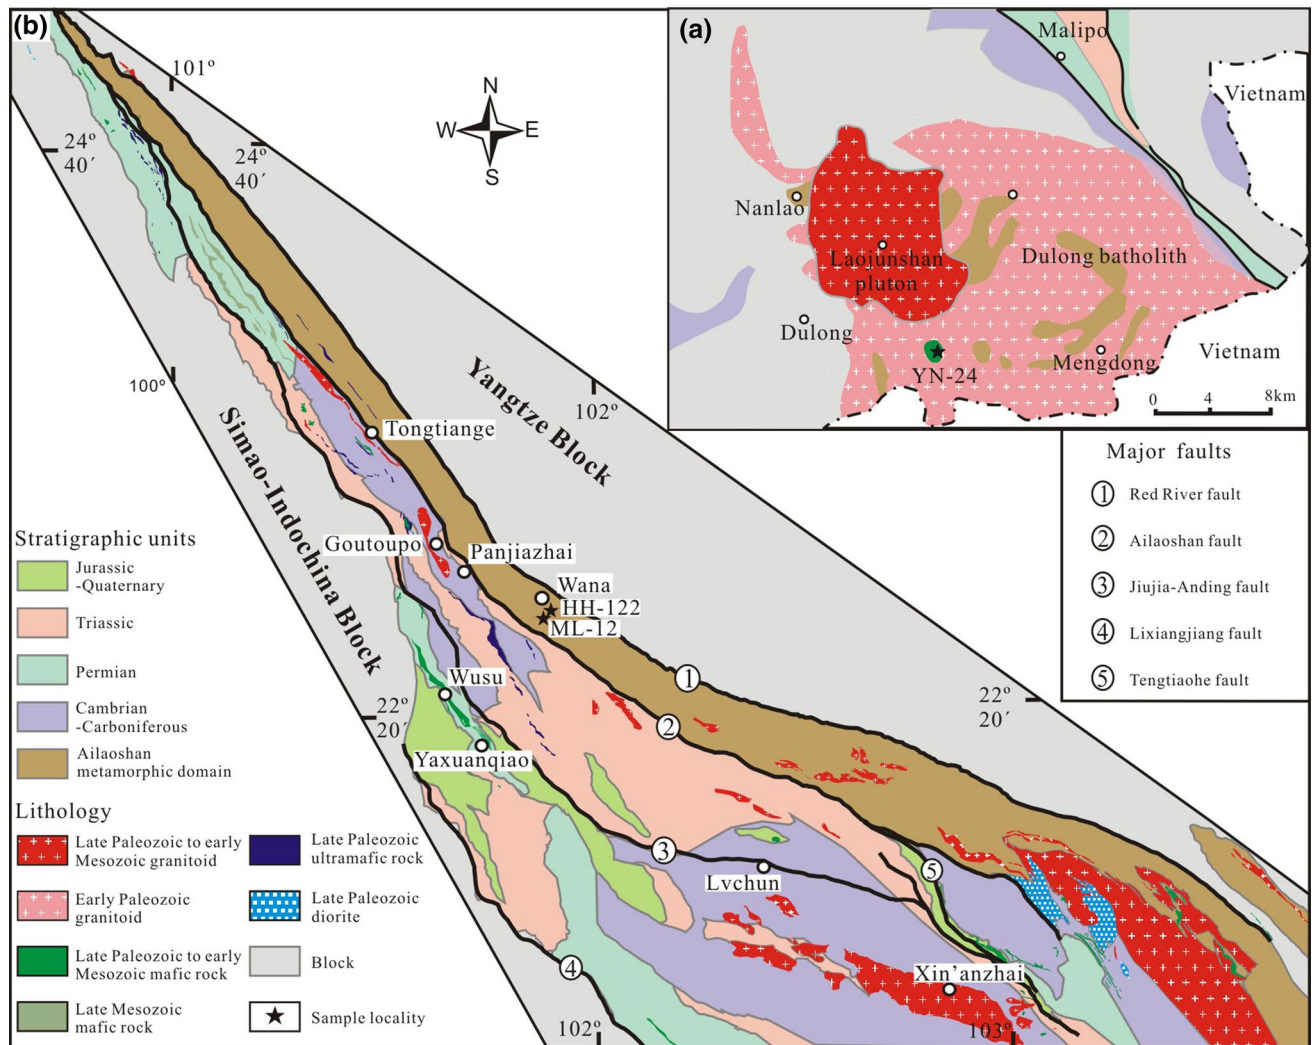 (b)
101°
24°
40′
24°
40′
N
W
E
S
100°
102°
Yangtze Block
Simao-Indochina Block
Tongtiange
Goutoupo
Panjiazhai
Wana
HH-122
ML-12
Wusu
Yaxuanqiao
22°
20′
22°
20′
1
2
3
4
5
Lvchun
Xin’anzhai
102°
103°
(a)
Malipo
Vietnam
Nanlao
Laojunshan
pluton
Dulong batholith
Dulong
YN-24
Mengdong
Vietnam
0 4 8km
Major faults
1 Red River fault
2 Ailaoshan fault
3 Jiujia-Anding fault
4 Lixiangjiang fault
5 Tengtiaohe fault
Stratigraphic units
Jurassic
-Quaternary
Triassic
Permian
Cambrian
-Carboniferous
Ailaoshan
metamorphic domain
Lithology
Late Paleozoic to early
Mesozoic granitoid
Early Paleozoic
granitoid
Late Paleozoic to early
Mesozoic mafic rock
Late Mesozoic
mafic rock
Late Paleozoic
ultramafic rock
Late Paleozoic
diorite
Block
Sample locality